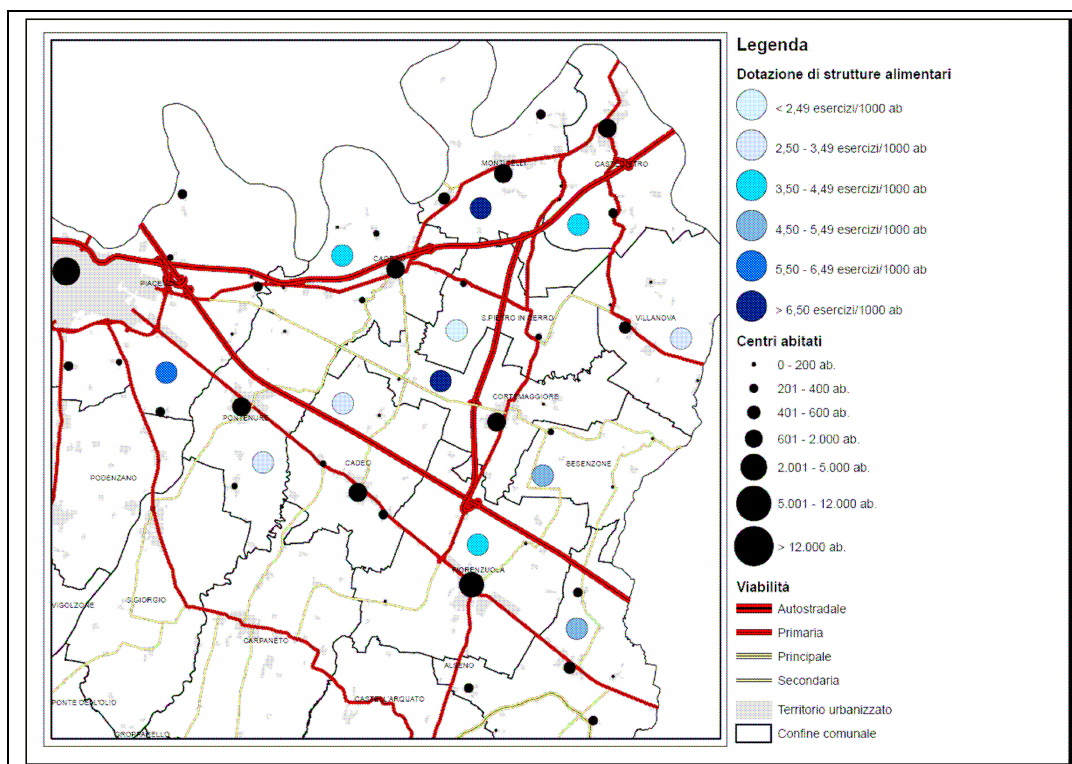 Legenda
Dotazione di strutture alimentari
< 2,49 esercizi/1000 ab
2,50 - 3,49 esercizi/1000 ab
3,50 - 4,49 esercizi/1000 ab
4,50 - 5,49 esercizi/1000 ab
5,50 - 6,49 esercizi/1000 ab
> 6,50 esercizi/1000 ab
Centri abitati
0 - 200 ab.
201 - 400 ab.
401 - 600 ab.
601 - 2.000 ab.
2.001 - 5.000 ab.
5.001 - 12.000 ab.
> 12.000 ab.
Viabilità
Autostradale
Primaria
Principale
Secondaria
Territorio urbanizzato
Confine comunale
MONTICELLI
S.PIETRO IN CERRO
VILLANOVA
CORTEMAGGIORE
PONTENURE
CADEO
BESENZONE
PODENZANO
FIORENZUOLA
VIGOLZONE
S.GIORGIO
CARPANETO
ALSENO
CASTELL'ARQUATO
PONTE DELL'OLIO
GROPPARELLO